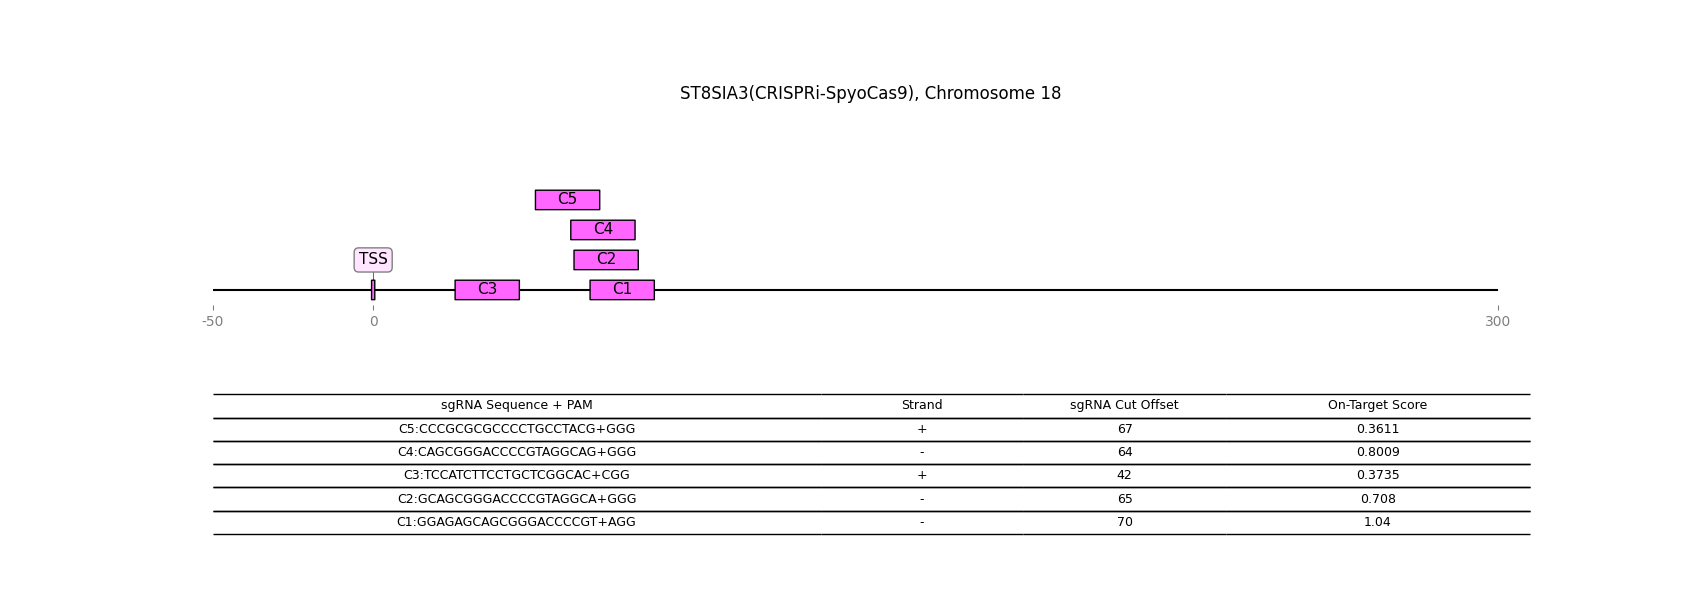 ST8SIA3(CRISPRi-SpyoCas9), Chromosome 18
C5
C4
TSS
C2
C3
C1
-50
0
300
sgRNA Sequence + PAM Strand sgRNA Cut Offset On-Target Score
C5:CCCGCGCGCCCCTGCCTACG+GGG + 67 0.3611
C4:CAGCGGGACCCCGTAGGCAG+GGG - 64 0.8009
C3:TCCATCTTCCTGCTCGGCAC+CGG + 42 0.3735
C2:GCAGCGGGACCCCGTAGGCA+GGG - 65 0.708
C1:GGAGAGCAGCGGGACCCCGT+AGG - 70 1.04